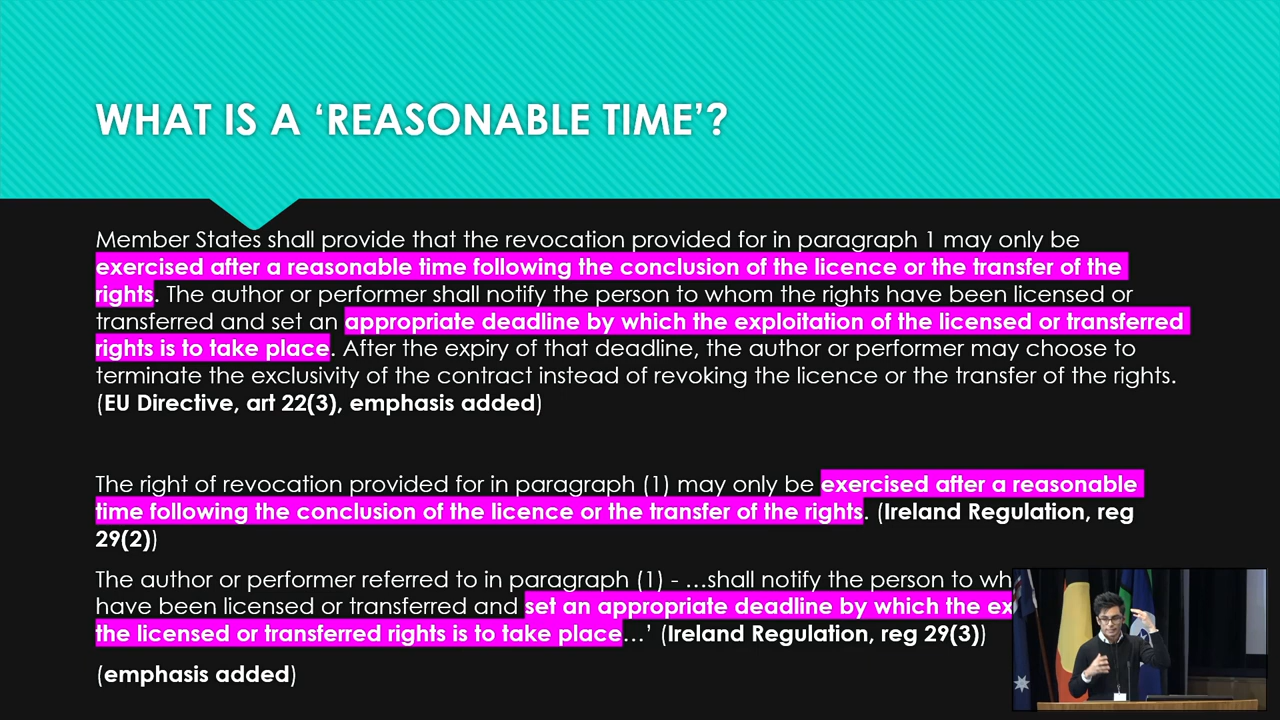 WHAT IS A ‘REASONABLE TIME’?
Member States shall provide that the revocation provided for in paragraph 1 may only be
exercised after a reasonable time following the conclusion of the licence or the transfer of the
rights. The author or performer shall notify the person to whom the rights have been licensed or
transferred and set an appropriate deadline by which the exploitation of the licensed or transferred
rights is to take place. After the expiry of that deadline, the author or performer may choose to
terminate the exclusivity of the contract instead of revoking the licence or the transfer of the rights.
(EU Directive, art 22(3), emphasis added)
The right of revocation provided for in paragraph (1) may only be exercised after a reasonable
time following the conclusion of the licence or the transfer of the rights. (Ireland Regulation, reg
29(2))
The author or performer referred to in paragraph (1) - …shall notify the person to
have been licensed or transferred and set an appropriate deadline by which the
the licensed or transferred rights is to take place…’ (Ireland Regulation, reg 29(3))
(emphasis added)